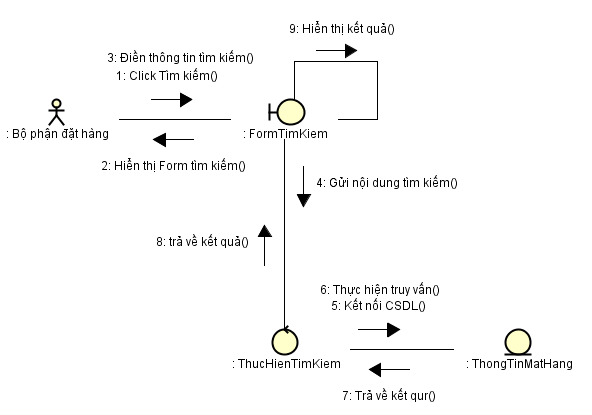 9: Hiển thị kết quả()
3: Điền thông tin tìm kiếm()
1: Click Tìm kiếm()
: Bộ phận đặt hàng
: FormTimKiem
2: Hiển thị Form tìm kiếm()
4: Gửi nội dung tìm kiếm()
8: trả về kết quả()
6: Thực hiện truy vấn()
5: Kết nối CSDL()
: ThucHienTimKiem
: ThongTinMatHang
7: Trả về kết qur()